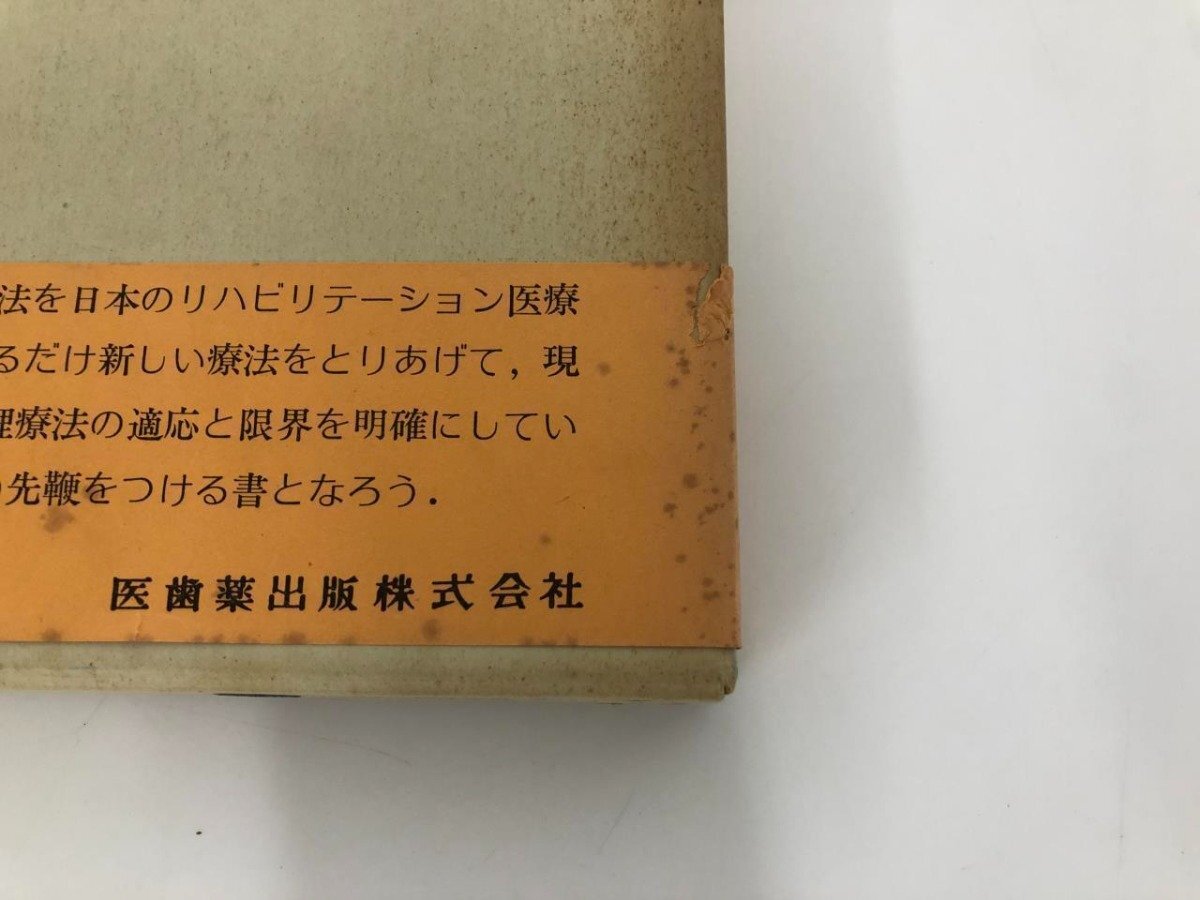 法を日本のリハビリテーション医療
るだけ新しい療法をとりあげて，現
理療法の適応と限界を明確にしてい
先鞭をつける書となろう．
医歯薬出版株式会社